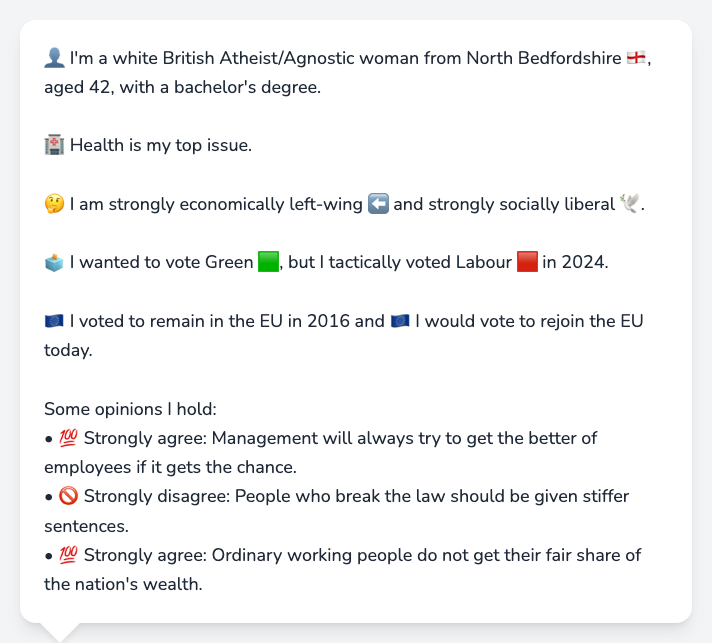 👤 I'm a white British Atheist/Agnostic woman from North Bedfordshire 🏴󠁧󠁢󠁥󠁮󠁧󠁿,
aged 42, with a bachelor's degree.
🏥 Health is my top issue.
🤔 I am strongly economically left-wing ⬅️ and strongly socially liberal 🕊️.
🗳️ I wanted to vote Green 🟩, but I tactically voted Labour 🟥 in 2024.
🇪🇺 I voted to remain in the EU in 2016 and 🇪🇺 I would vote to rejoin the EU
today.
Some opinions I hold:
• 💯 Strongly agree: Management will always try to get the better of
employees if it gets the chance.
• 🚫 Strongly disagree: People who break the law should be given stiffer
sentences.
• 💯 Strongly agree: Ordinary working people do not get their fair share of
the nation's wealth.